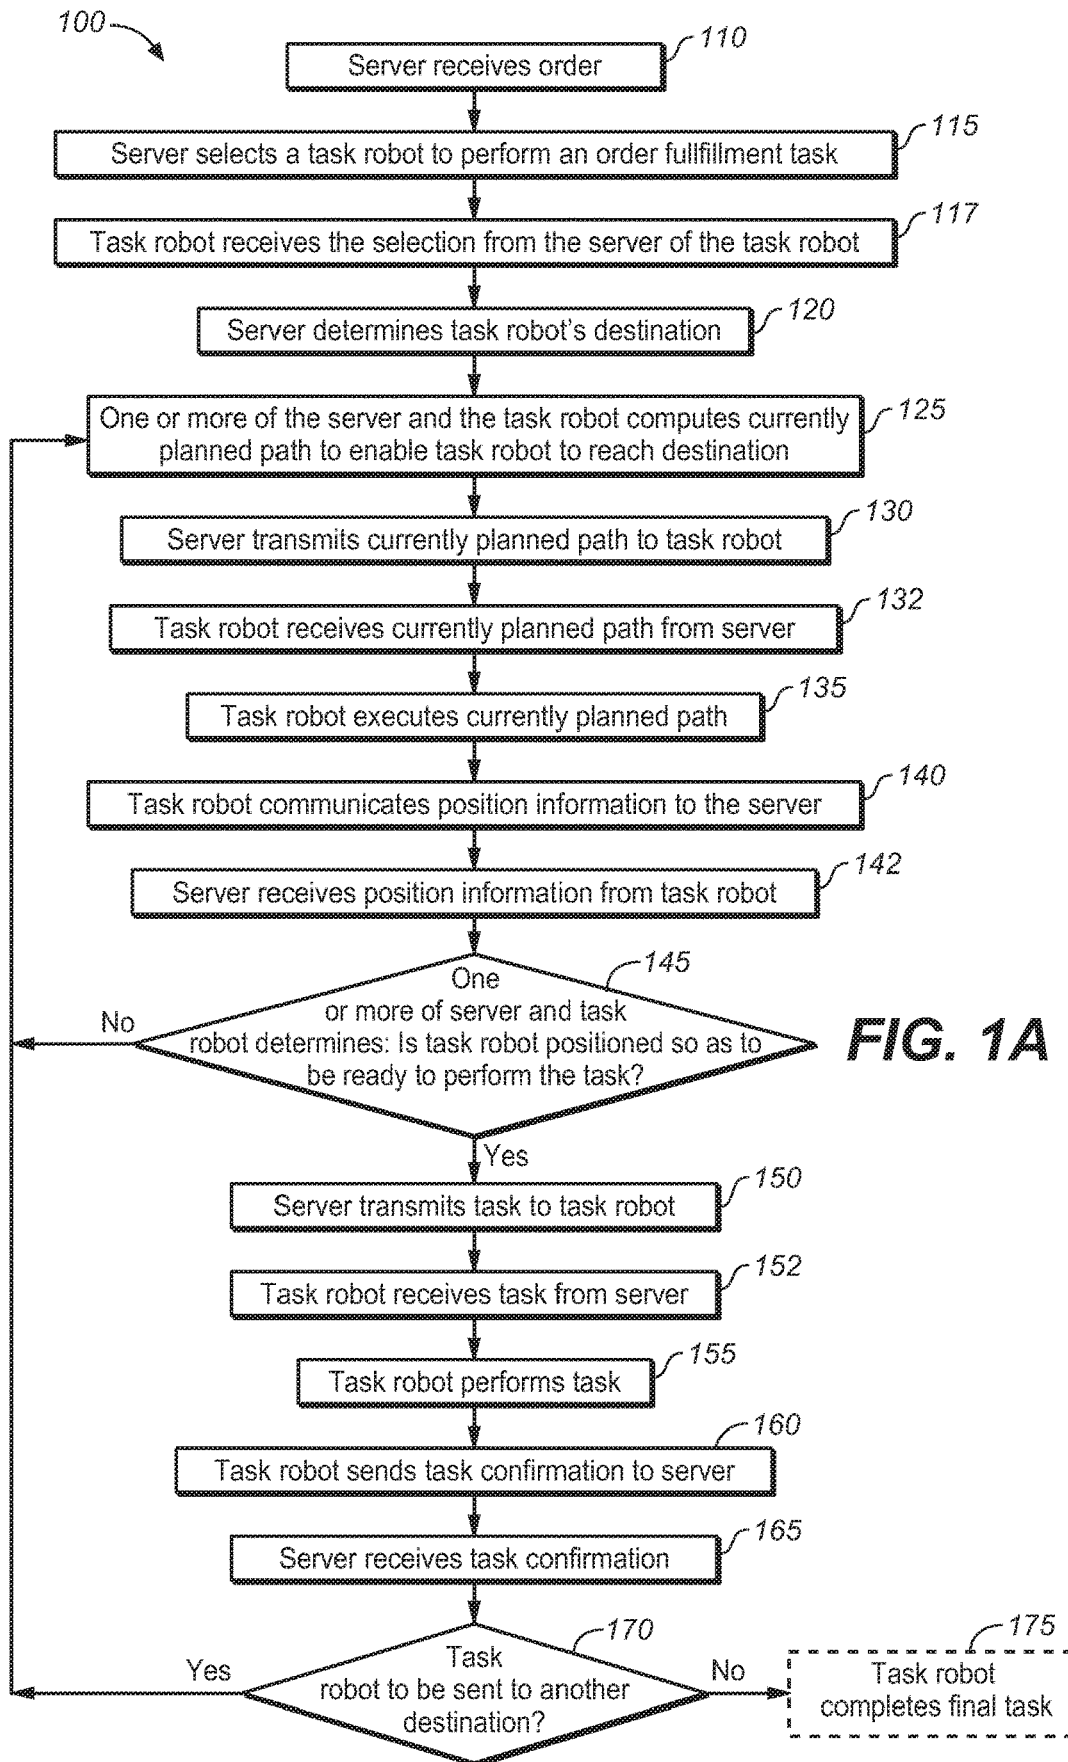 100
110
Server receives order
115
Server selects a task robot to perform an order fullfillment task
117
Task robot receives the selection from the server of the task robot
120
Server determines task robot's destination
125
One or more of the server and the task robot computes currently
planned path to enable task robot to reach destination
130
Server transmits currently planned path to task robot
132
Task robot receives currently planned path from server
135
Task robot executes currently planned path
140
Task robot communicates position information to the server
142
Server receives position information from task robot
145
One
or more of server and task
robot determines: Is task robot positioned so as to
be ready to perform the task?
No
FIG. 1A
Yes
150
Server transmits task to task robot
152
Task robot receives task from server
155
Task robot performs task
160
Task robot sends task confirmation to server
165
Server receives task confirmation
170
Task
robot to be sent to another
destination?
Yes
No
175
Task robot
completes final task